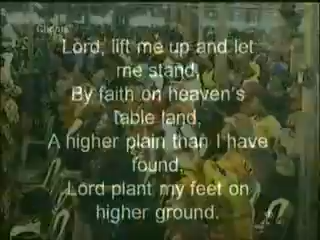 Chorus
Lord, lift me up and let
me stand,
By faith on heaven's
table land,
A higher plain than I have
found,
Lord plant my feet on
higher ground.